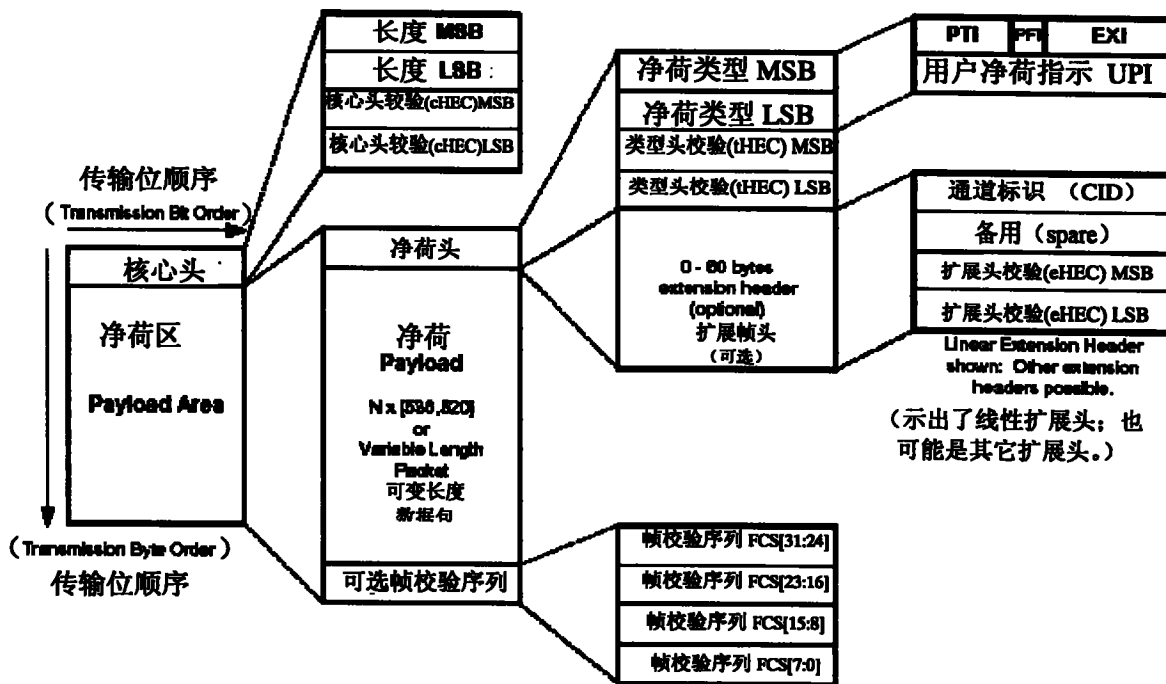 长度 MSB
长度 LSB
核心头较验(cHEC)MSB
核心头较验(cHEC)LSB
净荷类型 MSB
净荷类型 LSB
类型头校验(tHEC) MSB
类型头校验(tHEC) LSB
0 - 60 bytes
extension header
(optional)
扩展帧头
（可选）
PTI PFI EXI
用户净荷指示 UPI
通道标识 （CID）
备用（spare）
扩展头校验(eHEC) MSB
扩展头校验(eHEC) LSB
Linear Extension Header
shown: Other extension
headers possible.
（示出了线性扩展头；也
可能是其它扩展头。）
传输位顺序
( Transmission Bit Order )
核心头
净荷区
Payload Area
( Transmission Byte Order )
传输位顺序
净荷头
净荷
Payload
N x [536,520]
or
Variable Length
Packet
可变长度
数据包
可选帧校验序列
帧校验序列 FCS[31:24]
帧校验序列 FCS[23:16]
帧校验序列 FCS[15:8]
帧校验序列 FCS[7:0]